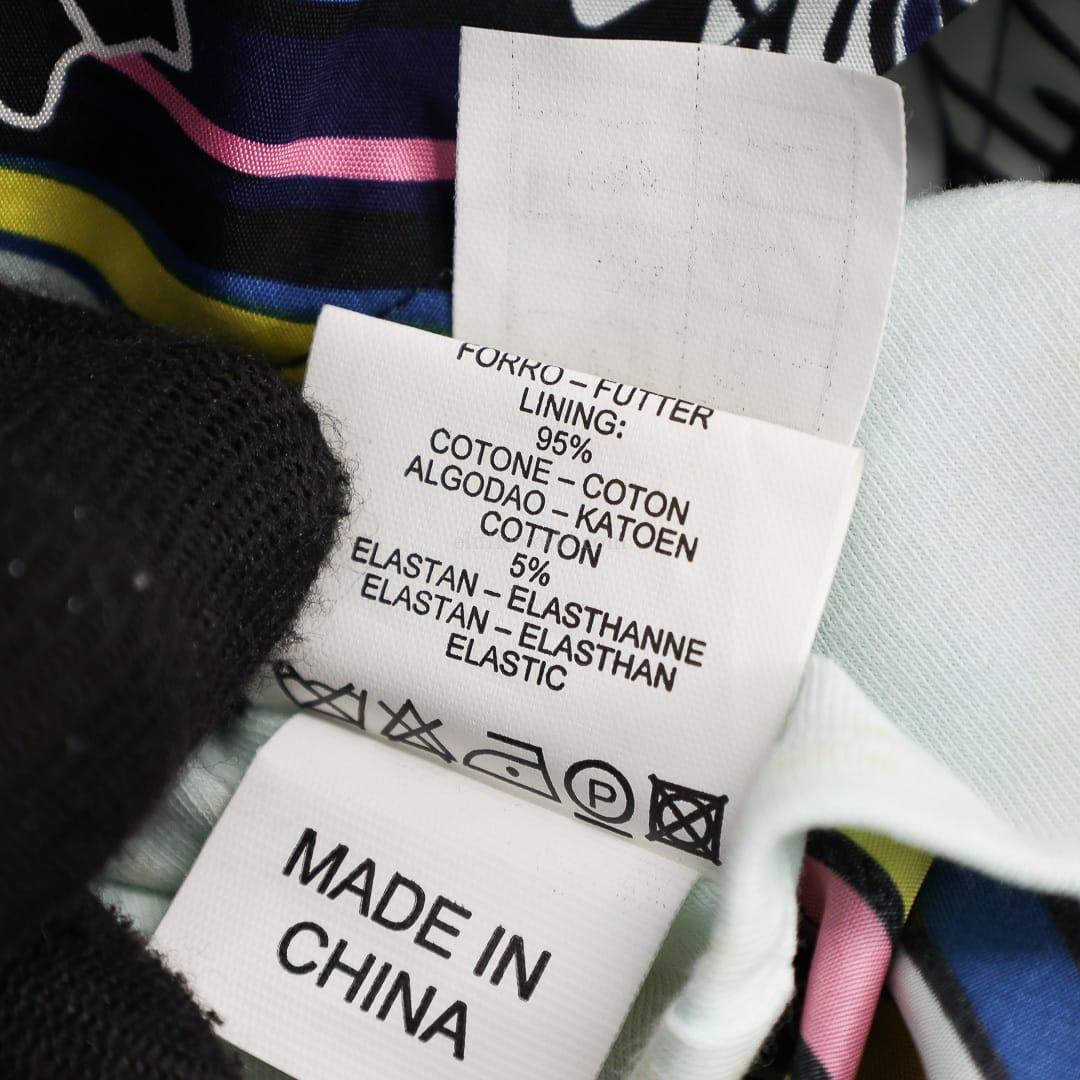 FORRO – FUTTER
LINING:
95%
COTONE – COTON
ALGODAO – KATOEN
COTTON
5%
ELASTAN – ELASTHANNE
ELASTAN – ELASTHAN
ELASTIC
P
MADE IN
CHINA